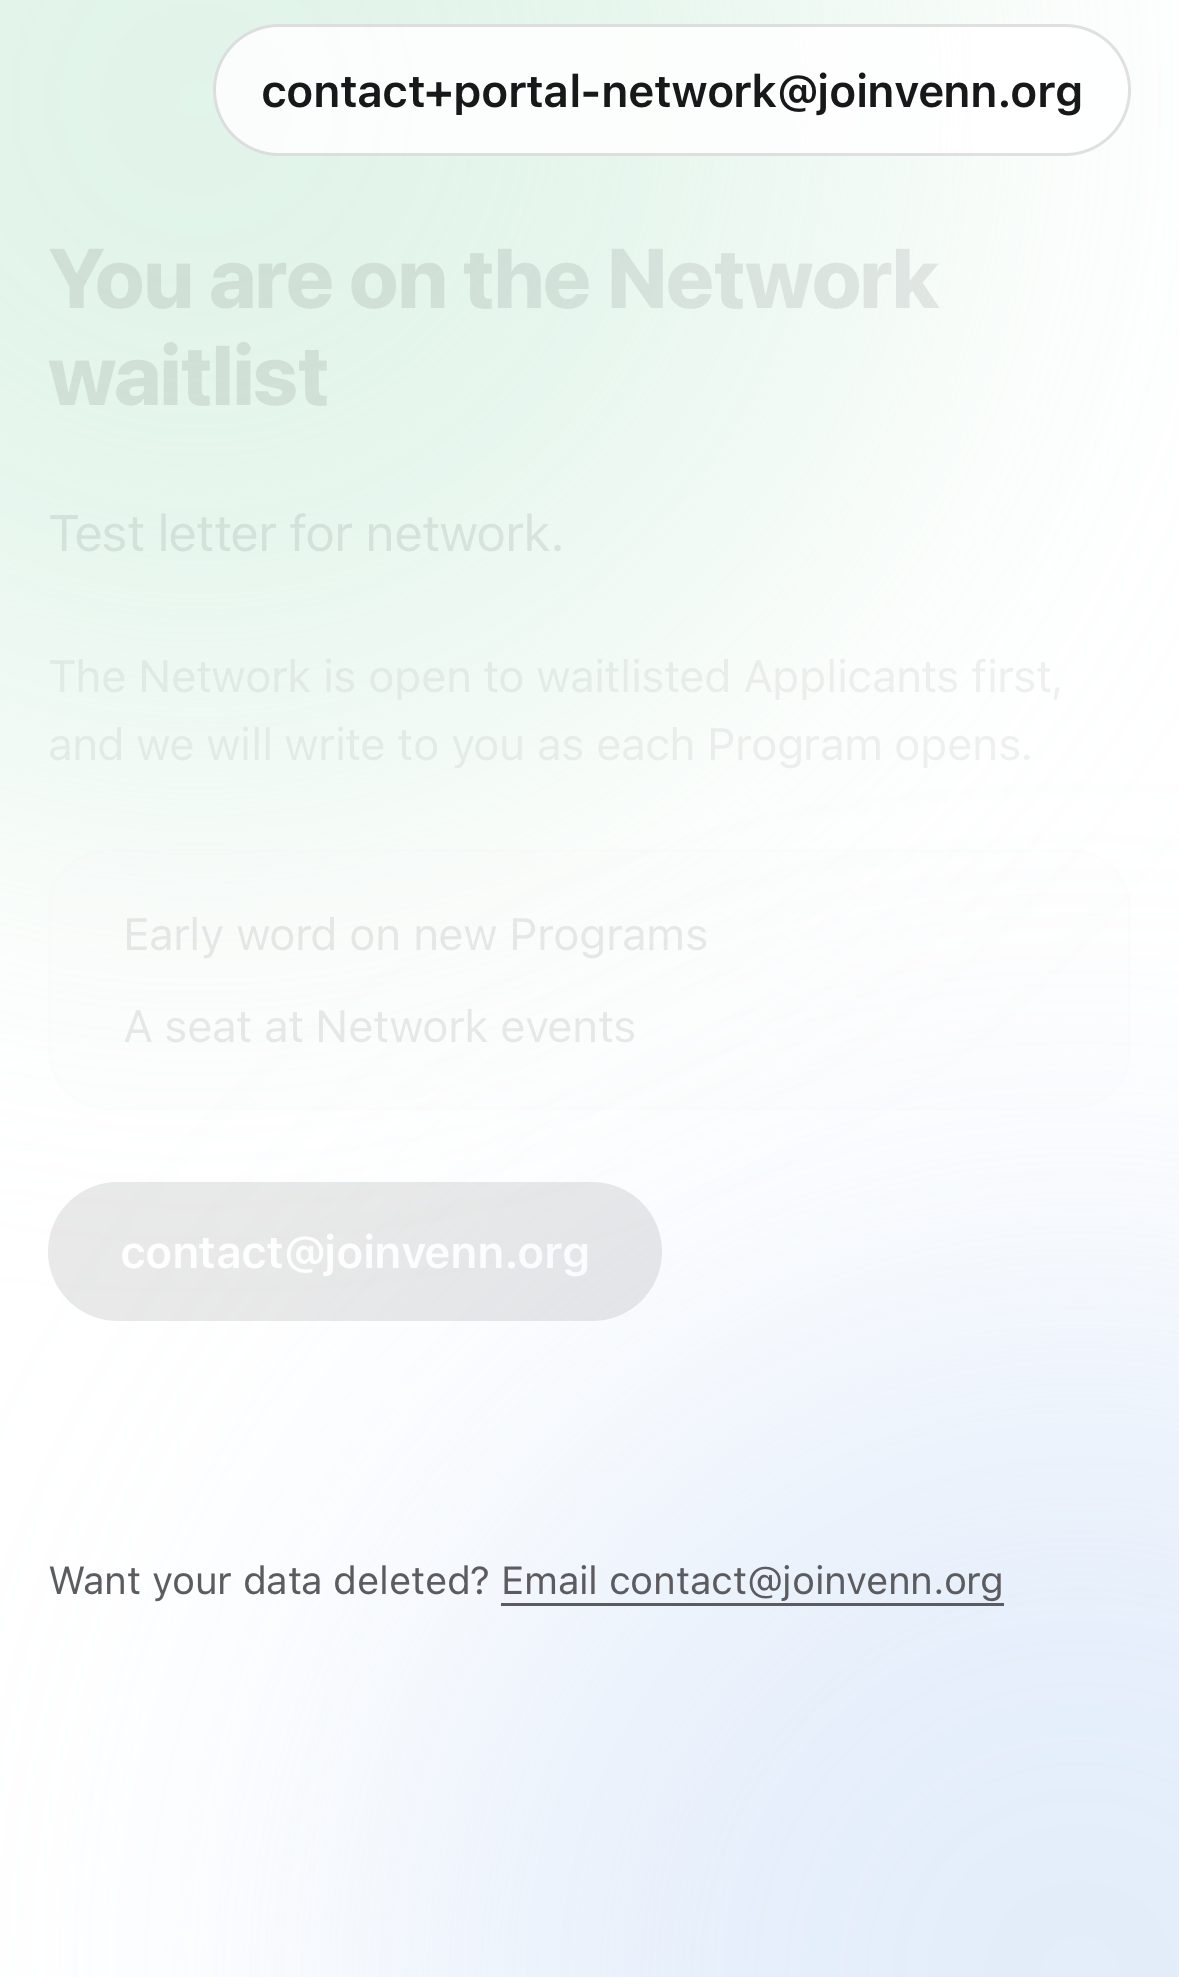 contact+portal-network@joinvenn.org
You are on the Network
waitlist
Test letter for network.
The Network is open to waitlisted Applicants first,
and we will write to you as each Program opens.
Early word on new Programs
A seat at Network events
contact@joinvenn.org
Want your data deleted? Email contact@joinvenn.org